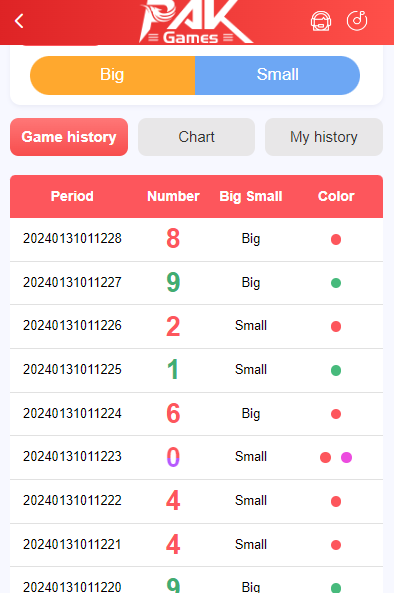 PAK
Games
Big Small
Game history Chart My history
Period Number Big Small Color
20240131011228 8 Big
20240131011227 9 Big
20240131011226 2 Small
20240131011225 1 Small
20240131011224 6 Big
20240131011223 0 Small
20240131011222 4 Small
20240131011221 4 Small
20240131011220 9 Big